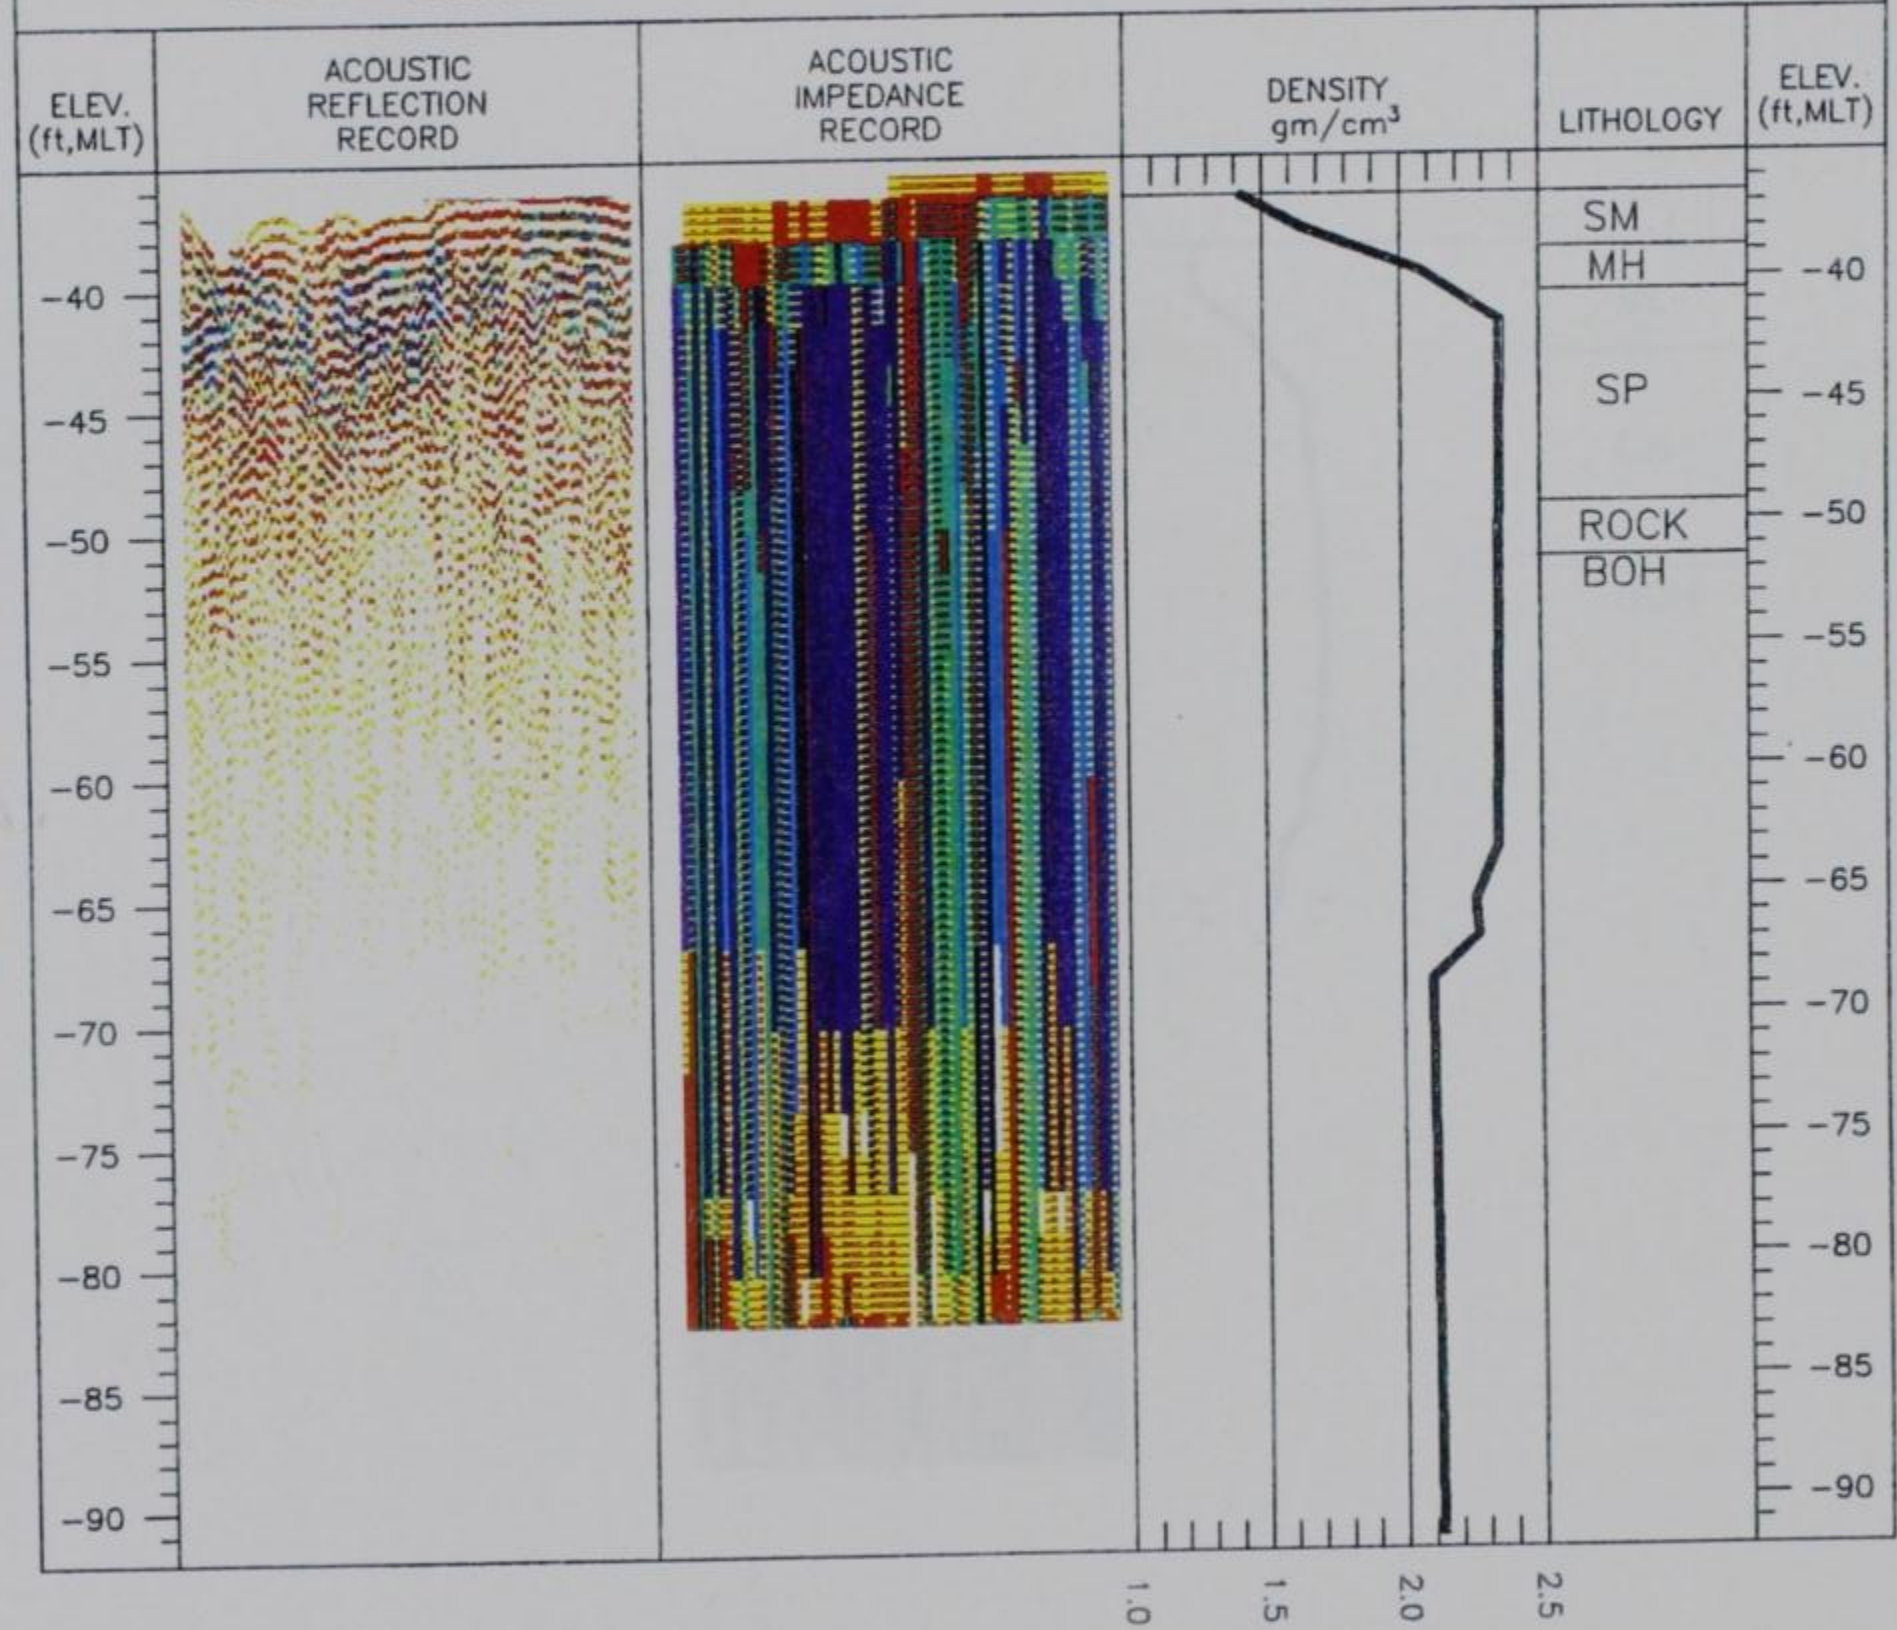 ELEV.
(ft,MLT)
ACOUSTIC
REFLECTION
RECORD
ACOUSTIC
IMPEDANCE
RECORD
DENSITY
gm/cm³
LITHOLOGY
ELEV.
(ft,MLT)
-40
-45
-50
-55
-60
-65
-70
-75
-80
-85
-90
SM
MH
SP
ROCK
BOH
-40
-45
-50
-55
-60
-65
-70
-75
-80
-85
-90
1.0
1.5
2.0
2.5